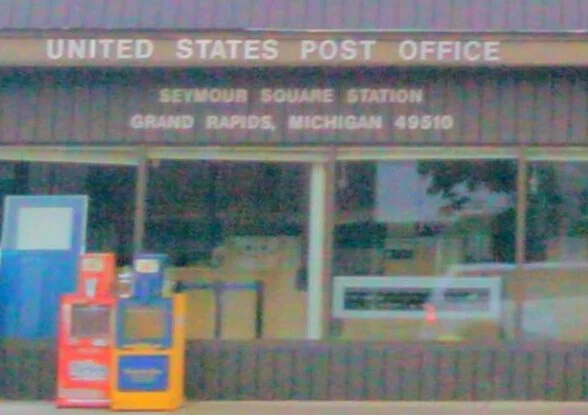 UNITED STATES POST OFFICE
SEYMOUR SQUARE STATION
GRAND RAPIDS, MICHIGAN 49510